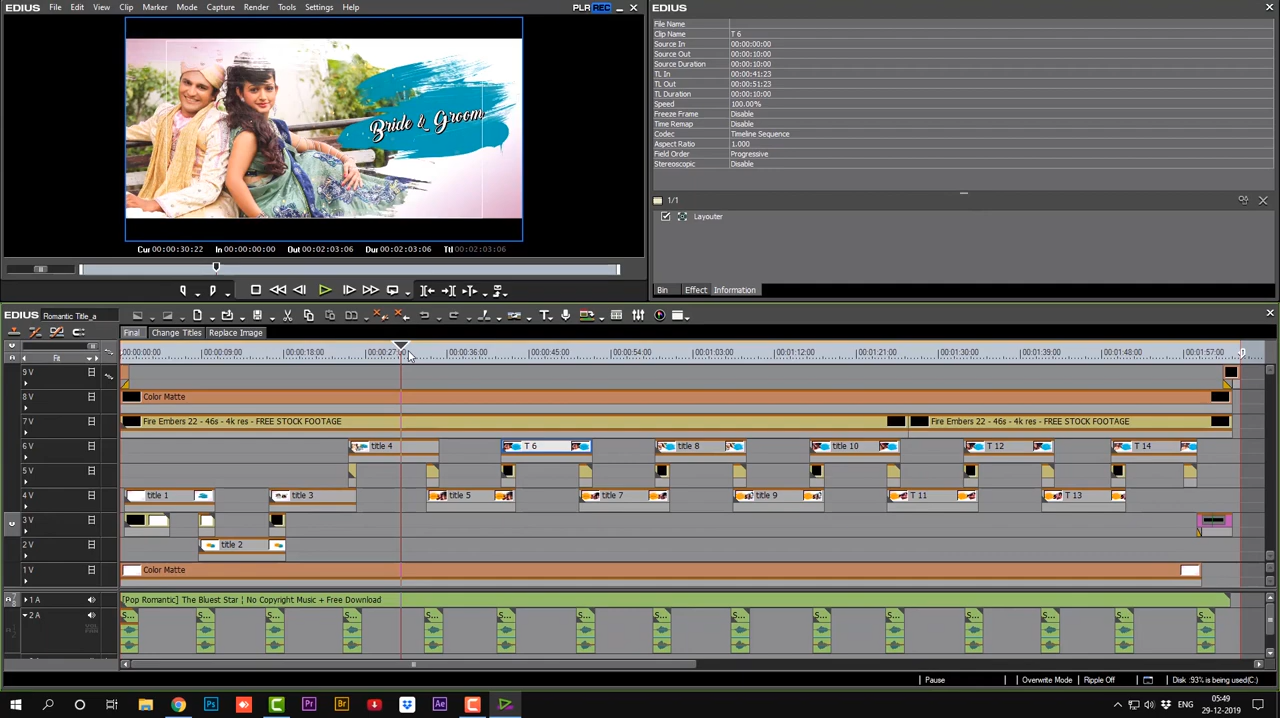 EDIUS File Edit View Clip Marker Mode Capture Render Tools Settings Help PLR REC
Bride & Groom
Cur 00:00:30:22 In 00:00:00:00 Out 00:02:03:06 Dur 00:02:03:06 Ttl 00:02:03:06
EDIUS
File Name
Clip Name T 6
Source In 00:00:00:00
Source Out 00:00:10:00
Source Duration 00:00:10:00
TL In 00:00:41:23
TL Out 00:00:51:23
TL Duration 00:00:10:00
Speed 100.00%
Freeze Frame Disable
Time Remap Disable
Codec Timeline Sequence
Aspect Ratio 1.000
Field Order Progressive
Stereoscopic Disable
1/1
Layouter
Bin Effect Information
EDIUS Romantic Title_a
Final Change Titles Replace Image
Fit
00:00:00:00 00:00:09:00 00:00:18:00 00:00:27:00 00:00:36:00 00:00:45:00 00:00:54:00 00:01:03:00 00:01:12:00 00:01:21:00 00:01:30:00 00:01:39:00 00:01:48:00 00:01:57:00
9 V
8 V Color Matte
7 V Fire Embers 22 - 46s - 4k res - FREE STOCK FOOTAGE Fire Embers 22 - 46s - 4k res - FREE STOCK FOOTAGE
6 V title 4 T 6 title 8 title 10 T 12 T 14
5 V
4 V title 1 title 3 title 5 title 7 title 9 T 11 T 13
3 V
2 V title 2
1 V Color Matte
1 A [Pop Romantic] The Bluest Star ¦ No Copyright Music + Free Download
2 A S... S... S... S... S... S... S... S... S... S... S... S... S... S... S...
VOL
PAN
Pause Overwrite Mode Ripple Off Disk :93% is being used(C:)
Ps Pr Br Ae
ENG
05:49
29-12-2019